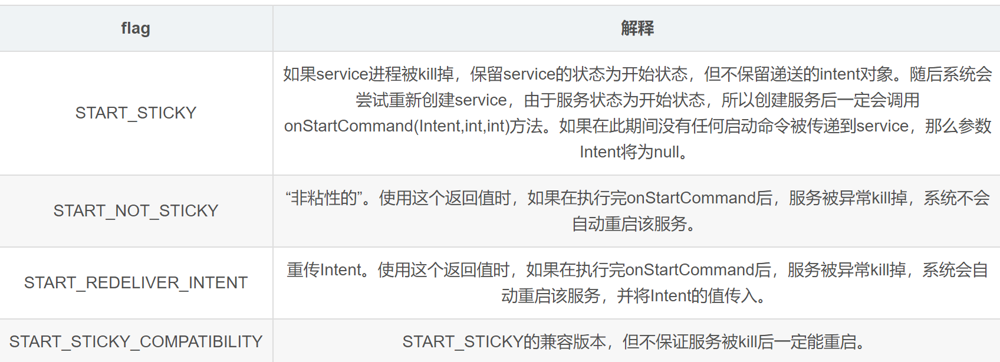 flag
解释
START_STICKY
如果service进程被kill掉，保留service的状态为开始状态，但不保留递送的intent对象。随后系统会
尝试重新创建service，由于服务状态为开始状态，所以创建服务后一定会调用
onStartCommand(Intent,int,int)方法。如果在此期间没有任何启动命令被传递到service，那么参数
Intent将为null。
START_NOT_STICKY
“非粘性的”。使用这个返回值时，如果在执行完onStartCommand后，服务被异常kill掉，系统不会
自动重启该服务。
START_REDELIVER_INTENT
重传Intent。使用这个返回值时，如果在执行完onStartCommand后，服务被异常kill掉，系统会自
动重启该服务，并将Intent的值传入。
START_STICKY_COMPATIBILITY
START_STICKY的兼容版本，但不保证服务被kill后一定能重启。